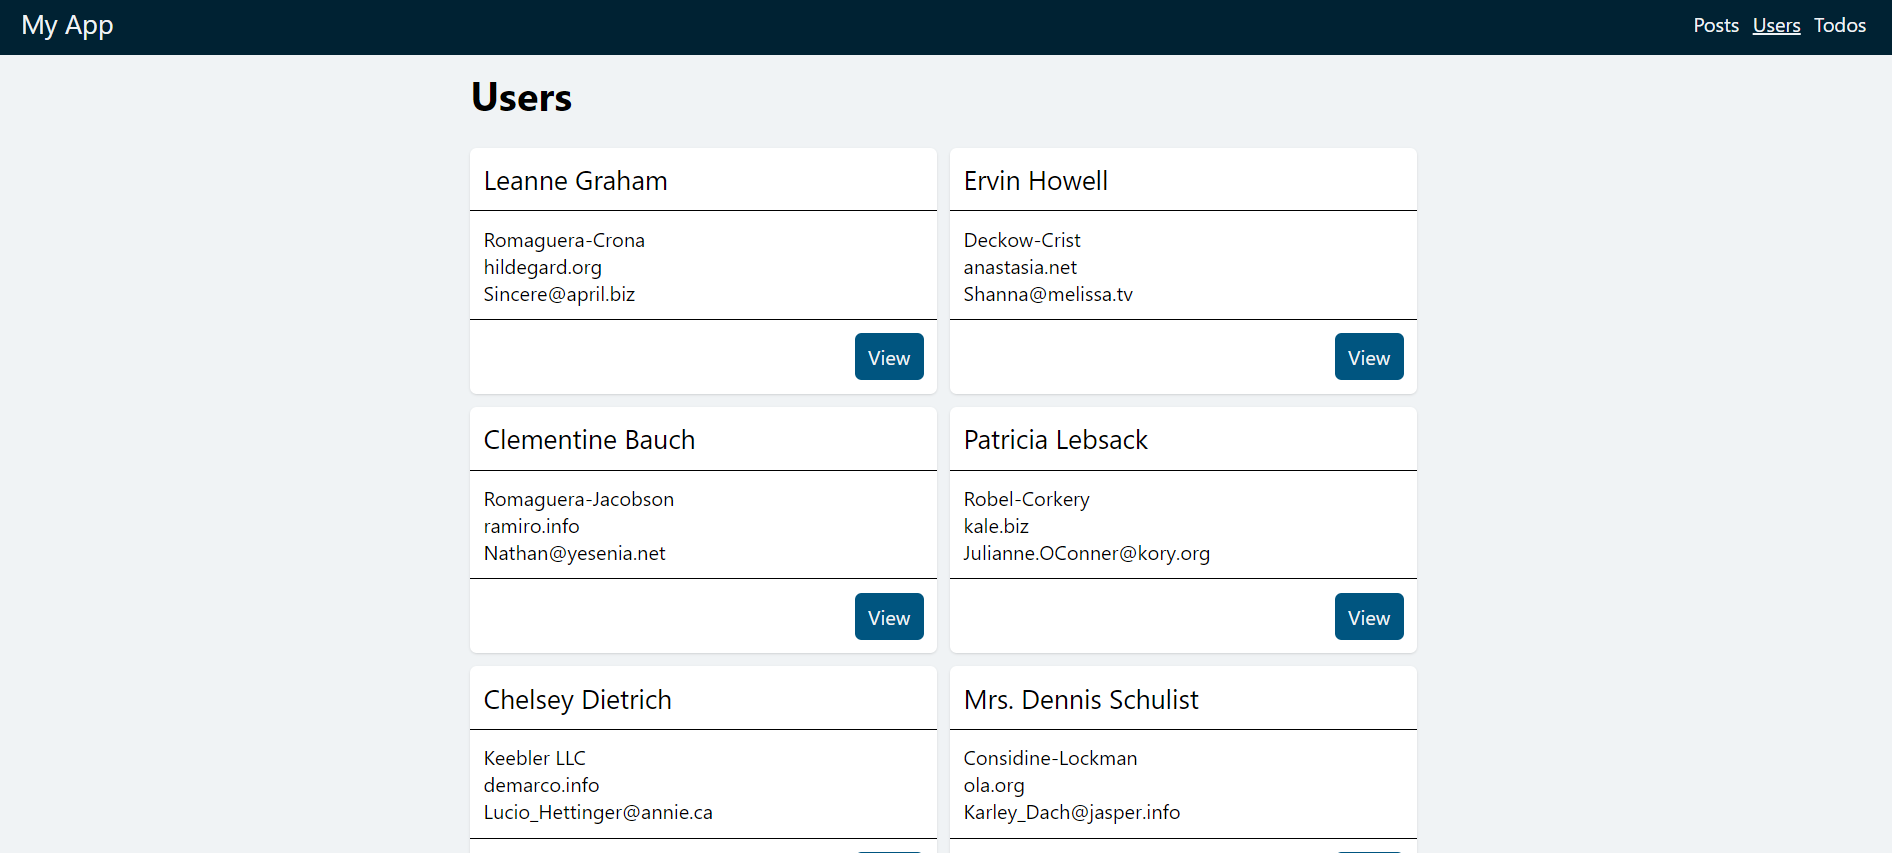 My App
Posts Users Todos
Users
Leanne Graham
Romaguera-Crona
hildegard.org
Sincere@april.biz
View
Ervin Howell
Deckow-Crist
anastasia.net
Shanna@melissa.tv
View
Clementine Bauch
Romaguera-Jacobson
ramiro.info
Nathan@yesenia.net
View
Patricia Lebsack
Robel-Corkery
kale.biz
Julianne.OConner@kory.org
View
Chelsey Dietrich
Keebler LLC
demarco.info
Lucio_Hettinger@annie.ca
Mrs. Dennis Schulist
Considine-Lockman
ola.org
Karley_Dach@jasper.info